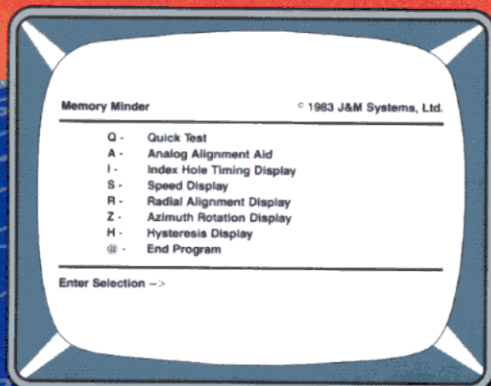 Memory Minder © 1983 J&M Systems, Ltd.
Q - Quick Test
A - Analog Alignment Aid
I - Index Hole Timing Display
S - Speed Display
R - Radial Alignment Display
Z - Azimuth Rotation Display
H - Hysteresis Display
@ - End Program
Enter Selection -->